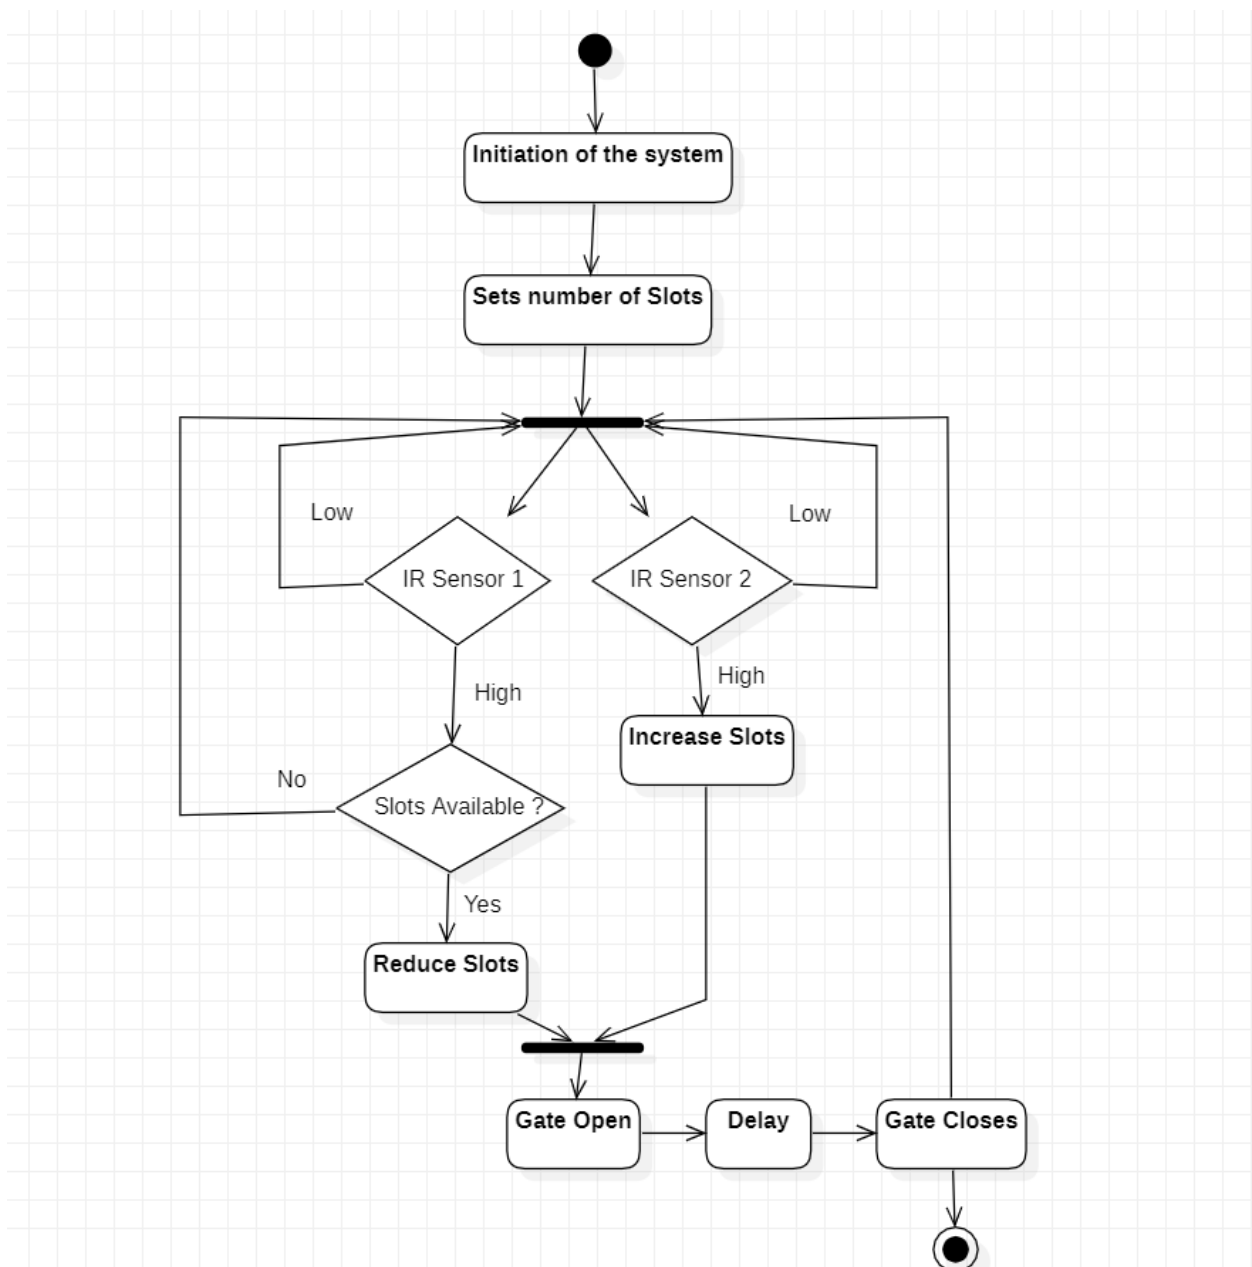 Initiation of the system
Sets number of Slots
Low
Low
IR Sensor 1
IR Sensor 2
High
High
Increase Slots
No
Slots Available ?
Yes
Reduce Slots
Gate Open
Delay
Gate Closes